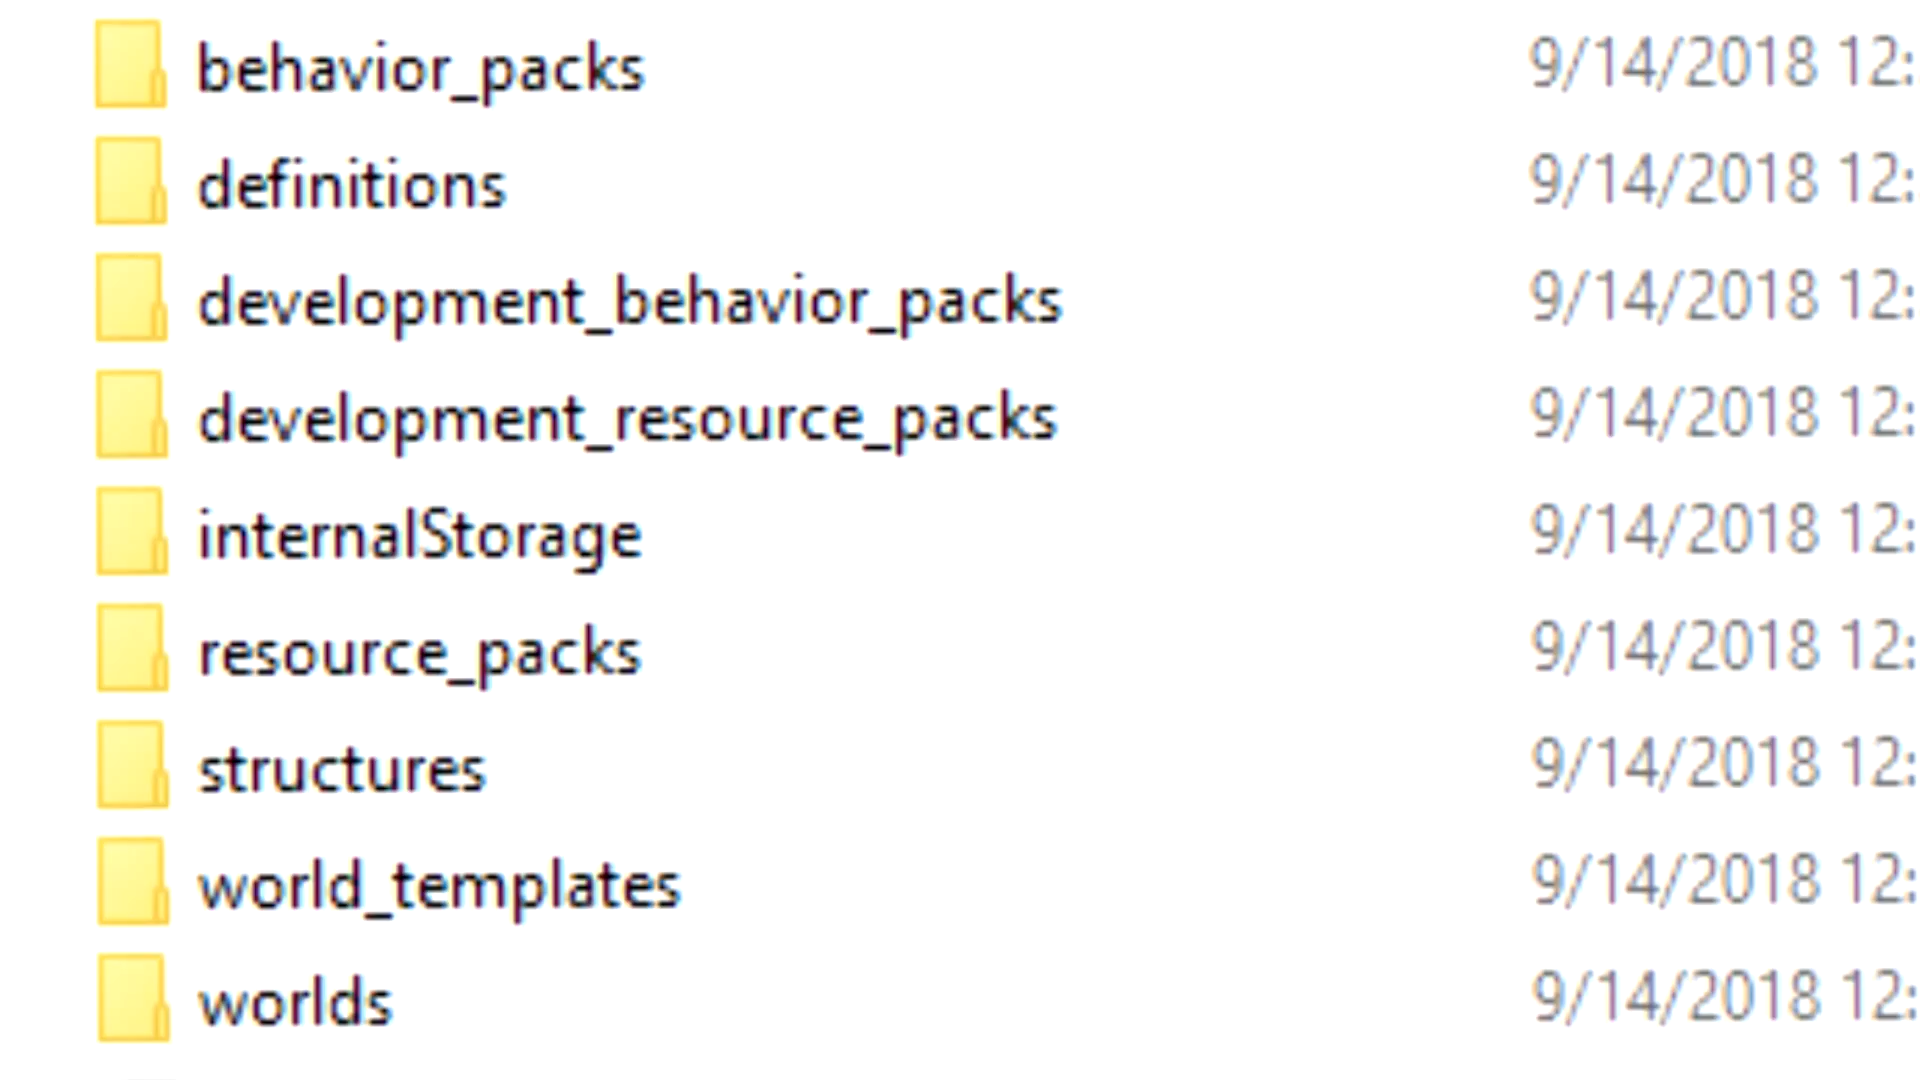 behavior_packs 9/14/2018 12:
definitions 9/14/2018 12:
development_behavior_packs 9/14/2018 12:
development_resource_packs 9/14/2018 12:
internalStorage 9/14/2018 12:
resource_packs 9/14/2018 12:
structures 9/14/2018 12:
world_templates 9/14/2018 12:
worlds 9/14/2018 12: